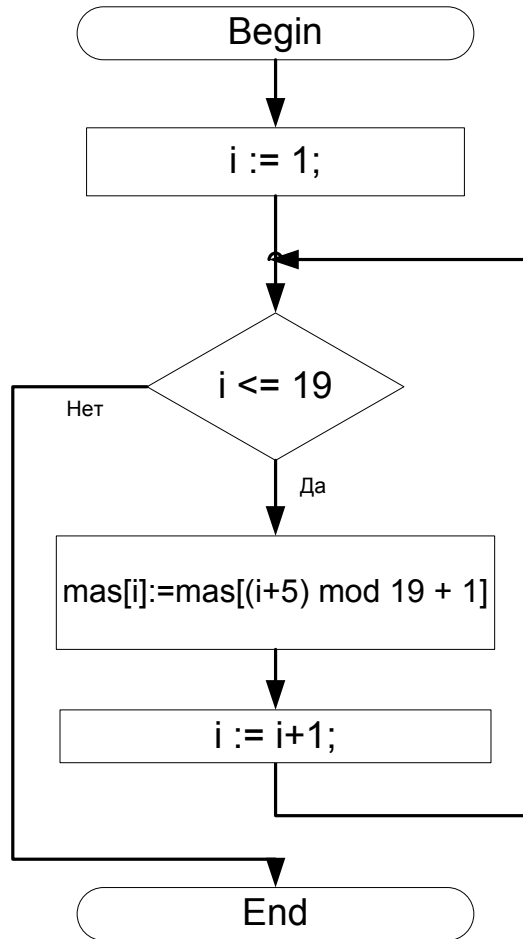 Begin
i := 1;
i <= 19
Нет
Да
mas[i]:=mas[(i+5) mod 19 + 1]
i := i+1;
End